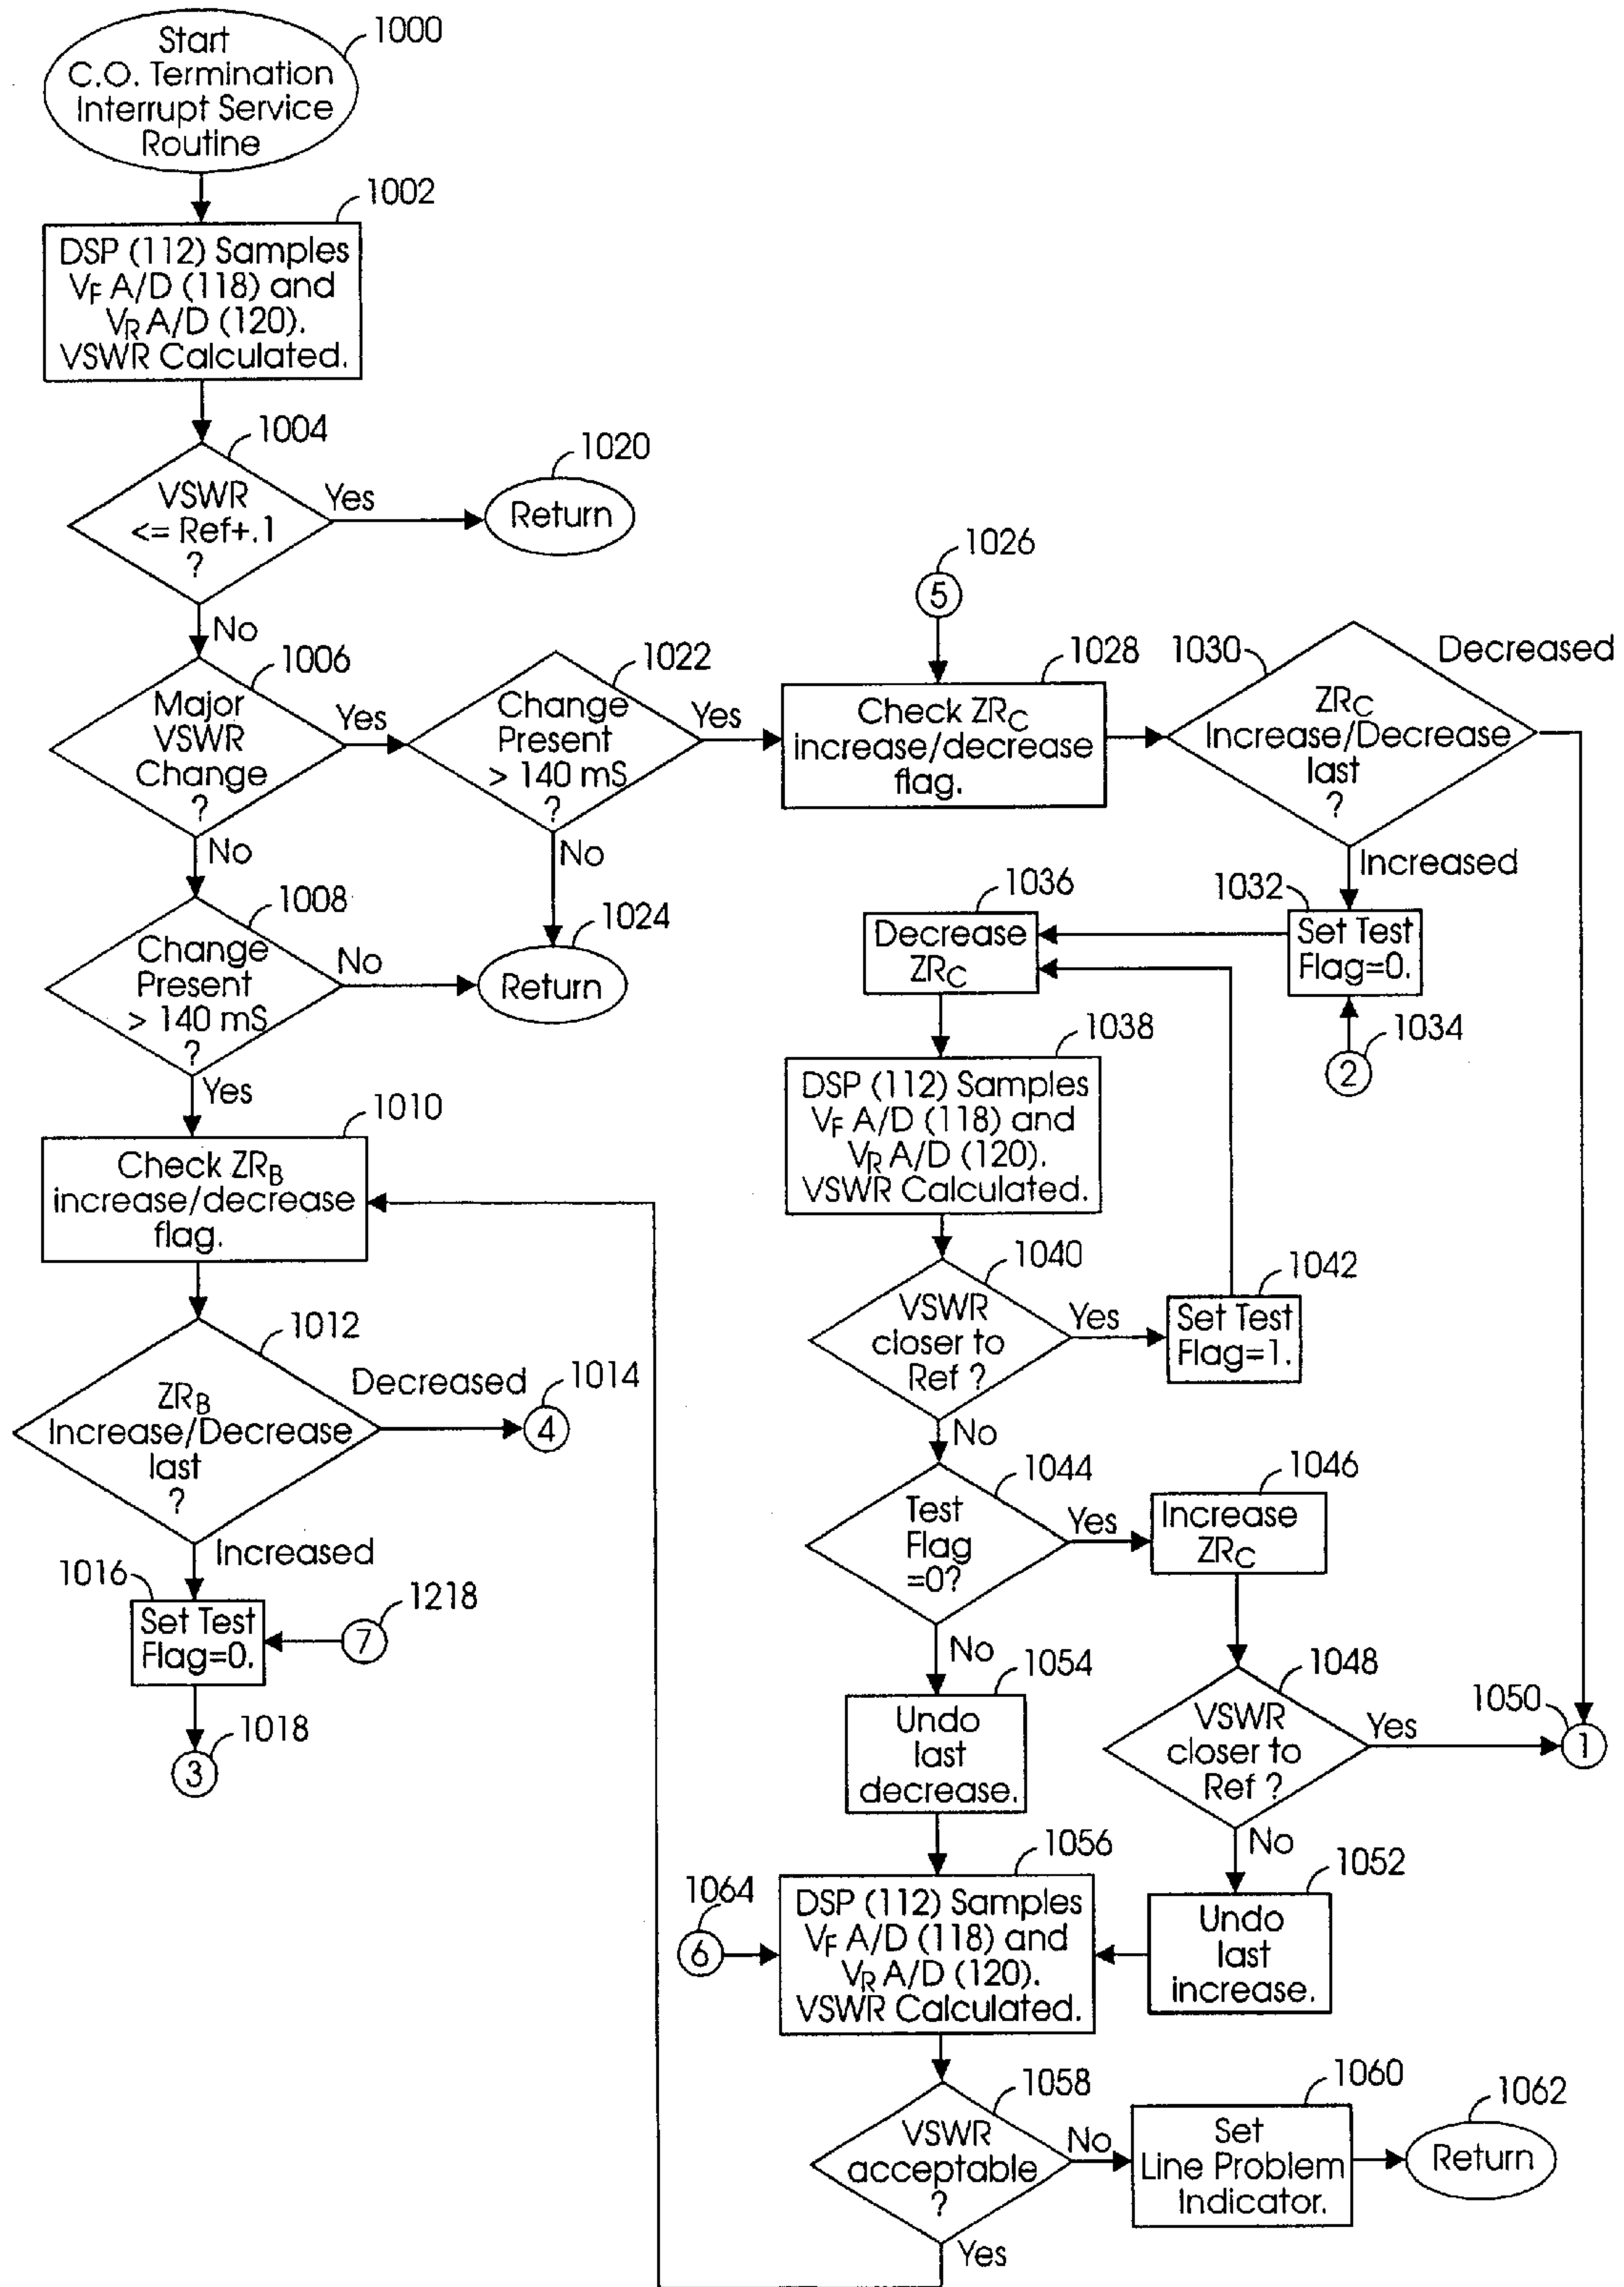 Start
C.O. Termination
Interrupt Service
Routine
1000
1002
DSP (112) Samples
VF A/D (118) and
VR A/D (120).
VSWR Calculated.
1004
VSWR
<= Ref+.1
?
Yes
1020
Return
No
1006
Major
VSWR
Change
?
Yes
1022
Change
Present
> 140 mS
?
Yes
No
1024
Return
No
1008
Change
Present
> 140 mS
?
No
Yes
1010
Check ZRB
increase/decrease
flag.
1012
ZRB
Increase/Decrease
last
?
Decreased
1014
4
Increased
1016
Set Test
Flag=0.
1218
7
1018
3
1026
5
1028
Check ZRC
increase/decrease
flag.
1030
ZRC
Increase/Decrease
last
?
Decreased
Increased
1032
Set Test
Flag=0.
1034
2
1036
Decrease
ZRC
1038
DSP (112) Samples
VF A/D (118) and
VR A/D (120).
VSWR Calculated.
1040
VSWR
closer to
Ref ?
Yes
1042
Set Test
Flag=1.
No
1044
Test
Flag
=0?
Yes
1046
Increase
ZRC
No
1054
Undo
last
decrease.
1048
VSWR
closer to
Ref ?
Yes
1050
1
No
1052
Undo
last
increase.
1056
DSP (112) Samples
VF A/D (118) and
VR A/D (120).
VSWR Calculated.
1064
6
1058
VSWR
acceptable
?
No
1060
Set
Line Problem
Indicator.
1062
Return
Yes